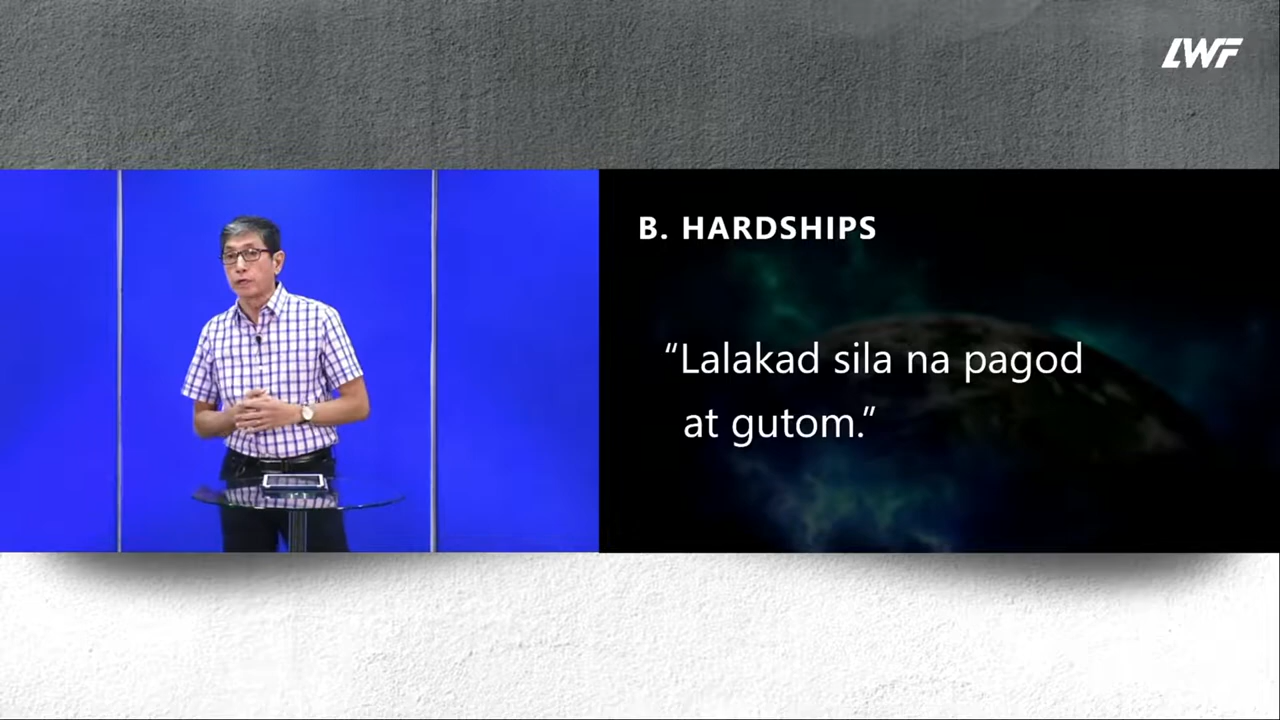 LWF
B. HARDSHIPS
“Lalakad sila na pagod
at gutom.”